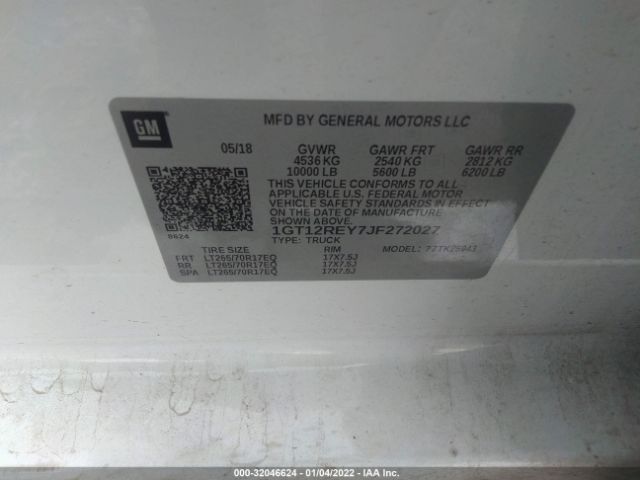 GM
MFD BY GENERAL MOTORS LLC
05/18 GVWR GAWR FRT GAWR RR
4536 KG 2540 KG 2812 KG
10000 LB 5600 LB 6200 LB
THIS VEHICLE CONFORMS TO ALL
APPLICABLE U.S. FEDERAL MOTOR
VEHICLE SAFETY STANDARDS IN
EFFECT ON THE DATE OF MANUFACTURE
SHOWN ABOVE.
1GT12REY7JF272027
8624
TYPE: TRUCK MODEL:
TIRE SIZE RIM
FRT LT265/70R17EQ 17X7.5J
RR LT265/70R17EQ 17X7.5J
SPA LT265/70R17EQ 17X7.5J
000-32046624 - 01/04/2022 - IAA Inc.